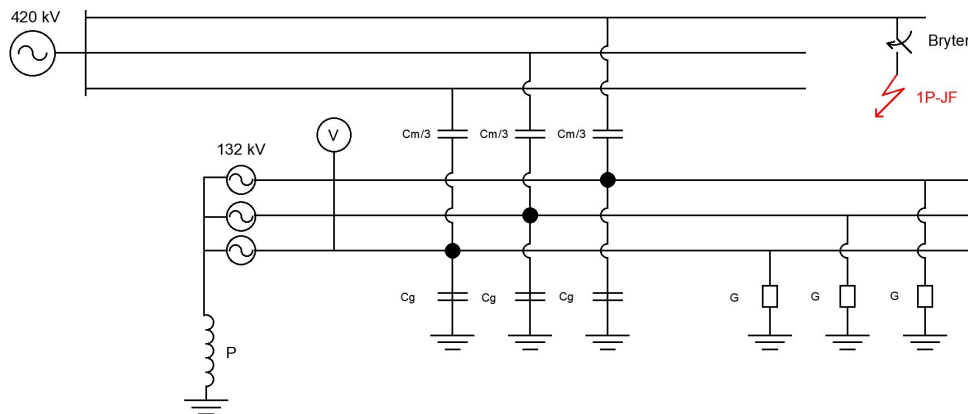 420 kV
Bryter
1P-JF
Cm/3 Cm/3 Cm/3
132 kV
V
Cg Cg Cg G G G
P